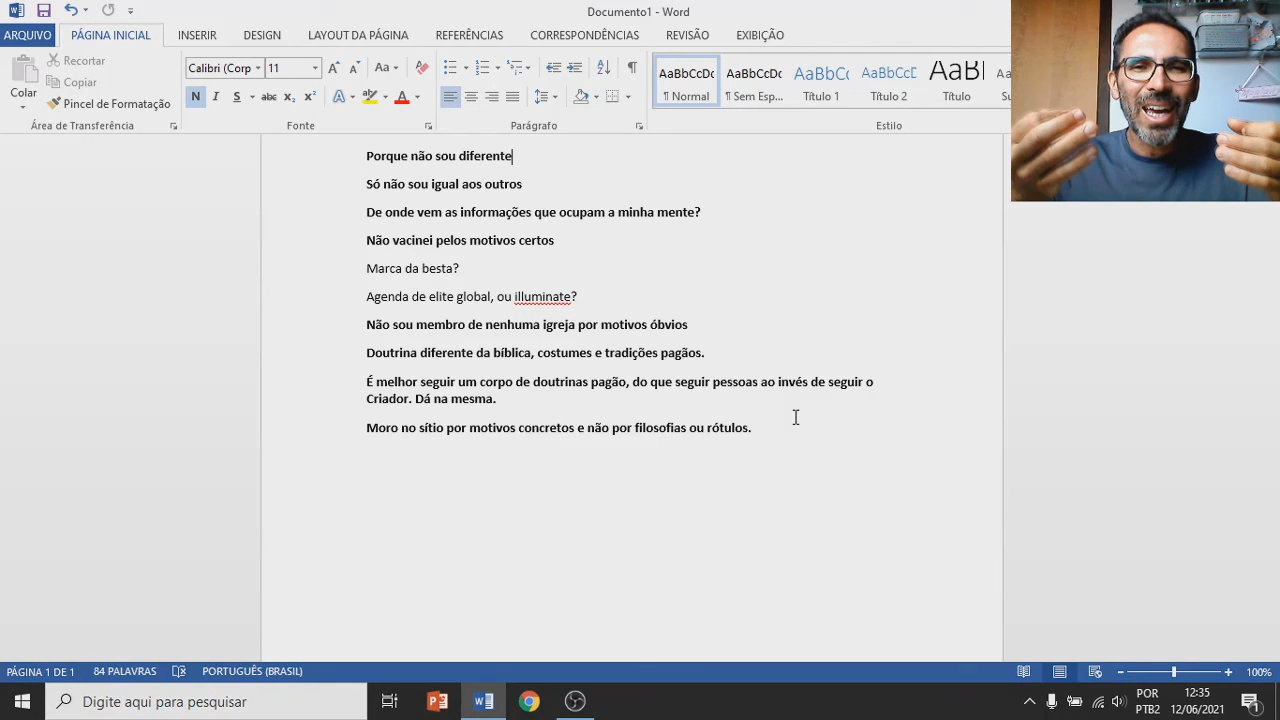 Documento1 - Word
ARQUIVO PÁGINA INICIAL INSERIR DESIGN LAYOUT DA PÁGINA REFERÊNCIAS CORRESPONDÊNCIAS REVISÃO EXIBIÇÃO
Colar
Recortar
Copiar
Pincel de Formatação
Área de Transferência
Calibri (Corp 11
Aa
N I S abc x₂ x² A A
Fonte
Parágrafo
AaBbCcDc AaBbCcDc AaBbCc AaBbCcE AaB
¶ Normal ¶ Sem Esp... Título 1 Título 2 Título
Estilo
Porque não sou diferente
Só não sou igual aos outros
De onde vem as informações que ocupam a minha mente?
Não vacinei pelos motivos certos
Marca da besta?
Agenda de elite global, ou illuminate?
Não sou membro de nenhuma igreja por motivos óbvios
Doutrina diferente da bíblica, costumes e tradições pagãos.
É melhor seguir um corpo de doutrinas pagão, do que seguir pessoas ao invés de seguir o
Criador. Dá na mesma.
Moro no sítio por motivos concretos e não por filosofias ou rótulos.
PÁGINA 1 DE 1 84 PALAVRAS PORTUGUÊS (BRASIL) 100%
Digite aqui para pesquisar
POR
PTB2
12:35
12/06/2021